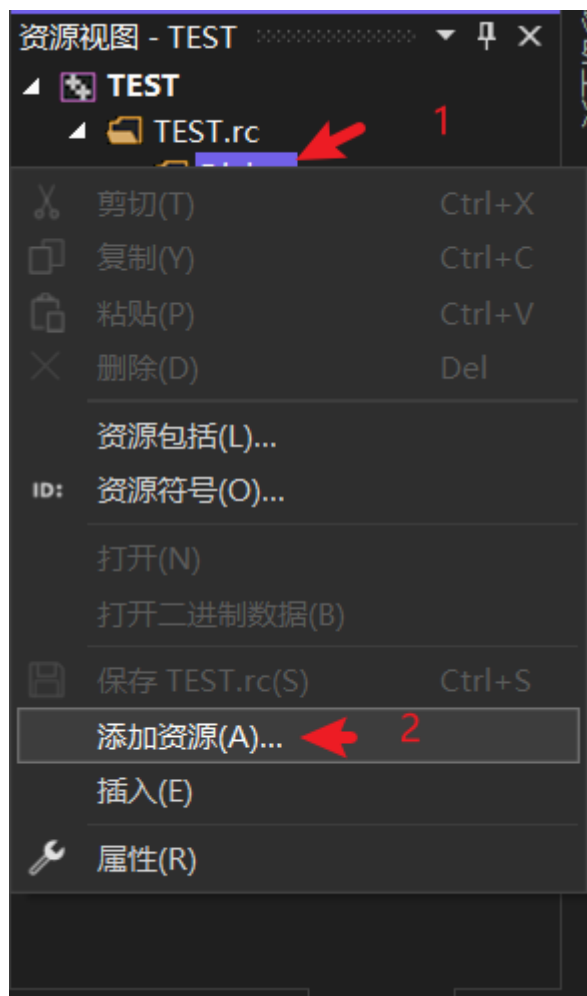 资源视图 - TEST
TEST
TEST.rc
1
剪切(T) Ctrl+X
复制(Y) Ctrl+C
粘贴(P) Ctrl+V
删除(D) Del
资源包括(L)...
ID: 资源符号(O)...
打开(N)
打开二进制数据(B)
保存 TEST.rc(S) Ctrl+S
添加资源(A)... 2
插入(E)
属性(R)